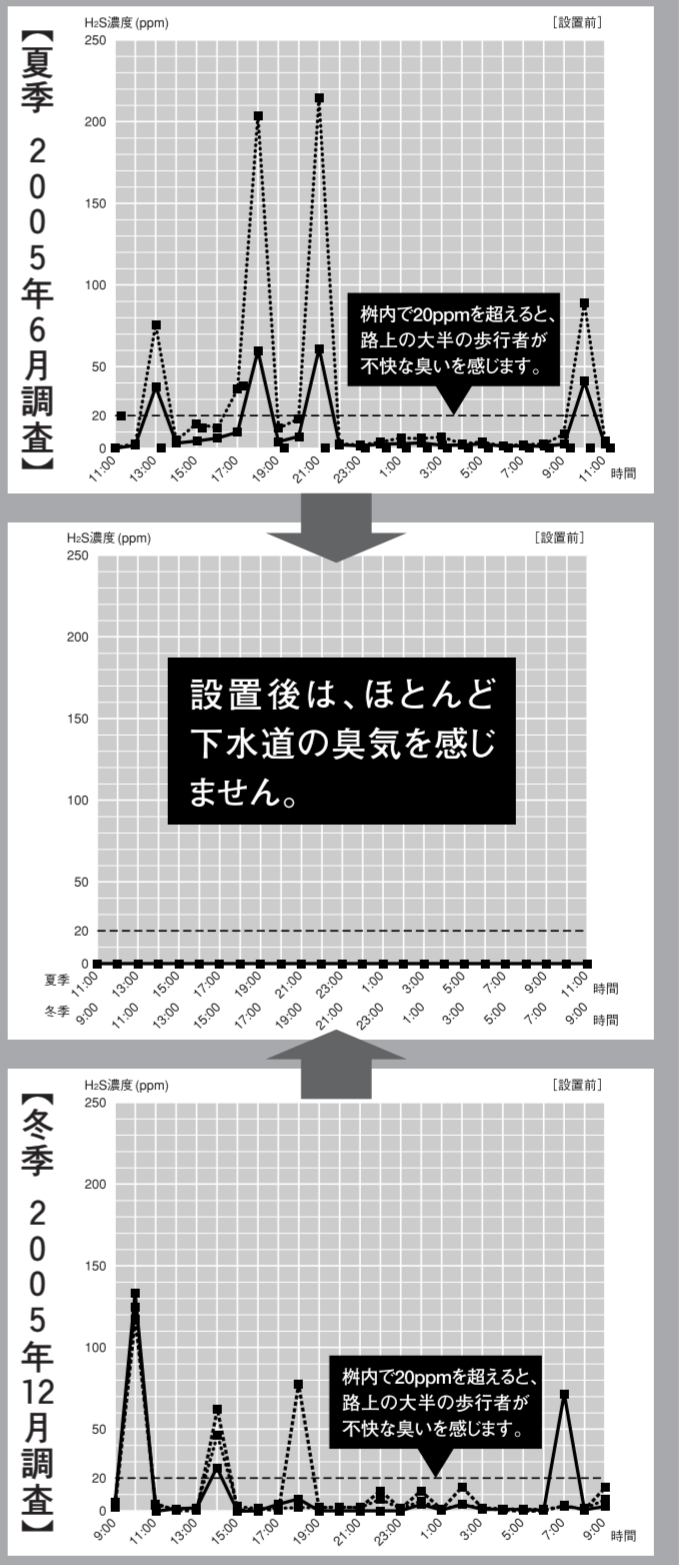 【夏季 2005年6月調査】
H2S濃度(ppm)
[設置前]
250
200
150
100
50
20
0
桝内で20ppmを超えると、
路上の大半の歩行者が
不快な臭いを感じます。
11:00 13:00 15:00 17:00 19:00 21:00 23:00 1:00 3:00 5:00 7:00 9:00 11:00 時間
H2S濃度(ppm)
[設置前]
250
200
150
100
50
20
0
設置後は、ほとんど
下水道の臭気を感じ
ません。
夏季 11:00 13:00 15:00 17:00 19:00 21:00 23:00 1:00 3:00 5:00 7:00 9:00 11:00 時間
冬季 9:00 11:00 13:00 15:00 17:00 19:00 21:00 23:00 1:00 3:00 5:00 7:00 9:00 時間
【冬季 2005年12月調査】
H2S濃度(ppm)
[設置前]
250
200
150
100
50
20
0
桝内で20ppmを超えると、
路上の大半の歩行者が
不快な臭いを感じます。
9:00 11:00 13:00 15:00 17:00 19:00 21:00 23:00 1:00 3:00 5:00 7:00 9:00 時間